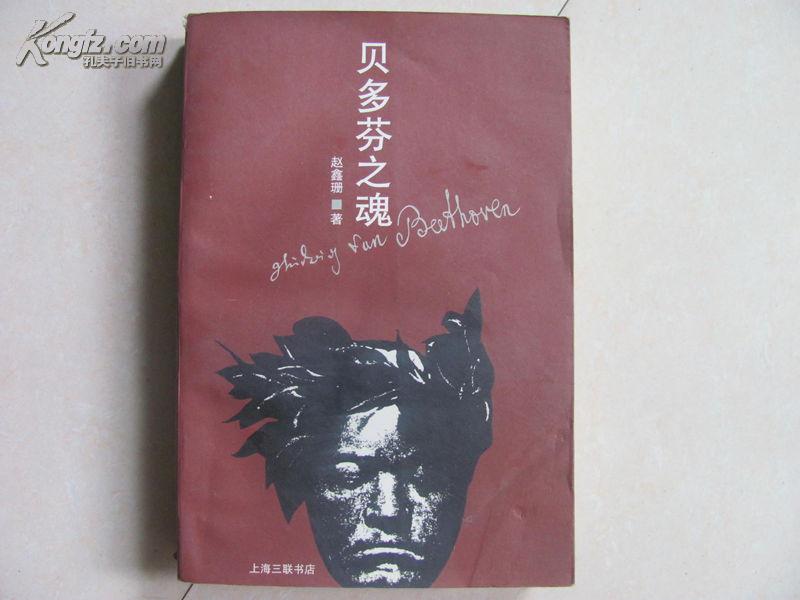 Kongfz.com
孔夫子旧书网
贝多芬之魂
赵鑫珊 著
Ludwig van Beethoven
上海三联书店